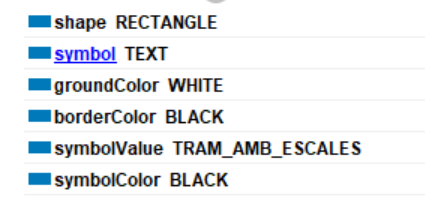 shape RECTANGLE
symbol TEXT
groundColor WHITE
borderColor BLACK
symbolValue TRAM_AMB_ESCALES
symbolColor BLACK